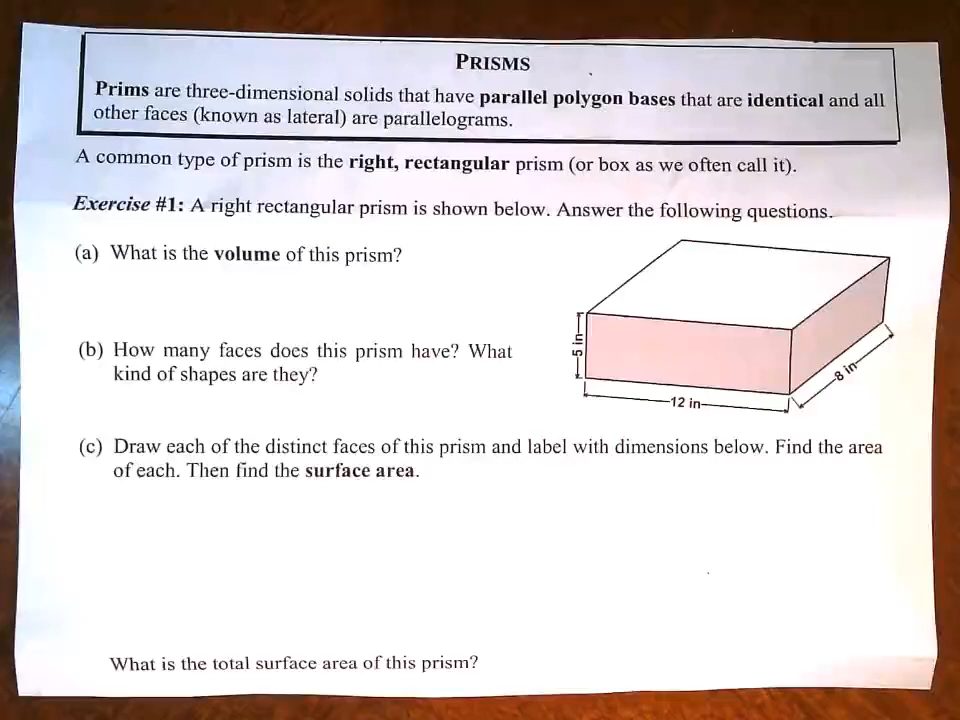 PRISMS
Prims are three-dimensional solids that have parallel polygon bases that are identical and all
other faces (known as lateral) are parallelograms.
A common type of prism is the right, rectangular prism (or box as we often call it).
Exercise #1: A right rectangular prism is shown below. Answer the following questions.
(a) What is the volume of this prism?
(b) How many faces does this prism have? What
kind of shapes are they?
5 in
12 in
8 in
(c) Draw each of the distinct faces of this prism and label with dimensions below. Find the area
of each. Then find the surface area.
What is the total surface area of this prism?